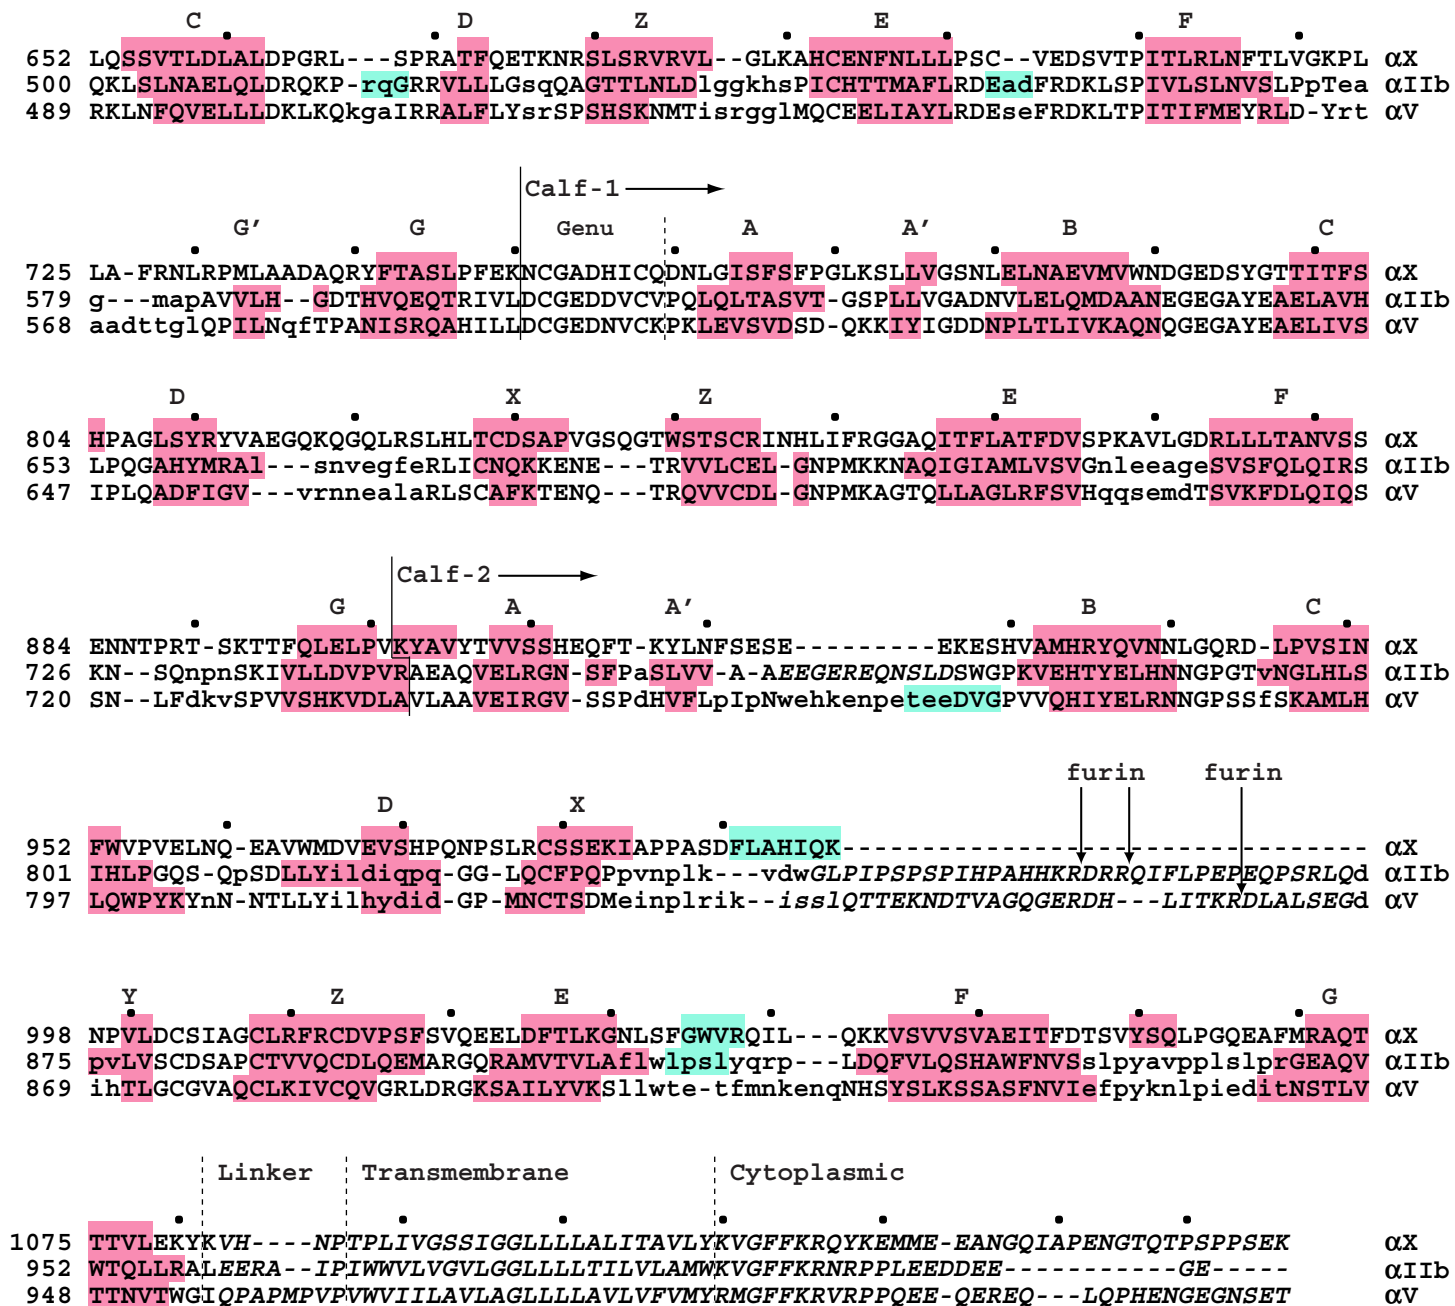 C D Z E F
652 LQSSVTLDLALDPGRL---SPRATFQETKNRSLSRVRVL--GLKAHCENFNLLLPSC--VEDSVTPITLRLNFTLVGKPL αX
500 QKLSLNAELQLDRQKP-rqGRRVLLLGsqQAGTTLNLDlggkhsPICHTTMAFLRDEadFRDKLSPIVLSLNVSLPpTea αIIb
489 RKLNFQVELLLDKLKQkgaIRRALFLYsrSPSHSKNMTisrgglMQCEELIAYLRDEseFRDKLTPITIFMEYRLD-Yrt αV
Calf-1
G′ G Genu A A′ B C
725 LA-FRNLRPMLAADAQRYFTASLPFEKNCGADHICQDNLGISFSFPGLKSLLVGSNLELNAEVMVWNDGEDSYGTTITFS αX
579 g---mapAVVLH--GDTHVQEQTRIVLDCGEDDVCVPQLQLTASVT-GSPLLVGADNVLELQMDAANEGEGAYEAELAVH αIIb
568 aadttglQPILNqfTPANISRQAHILLDCGEDNVCKPKLEVSVDSD-QKKIYIGDDNPLTLIVKAQNQGEGAYEAELIVS αV
D X Z E F
804 HPAGLSYRYVAEGQKQGQLRSLHLTCDSAPVGSQGTWSTSCRINHLIFRGGAQITFLATFDVSPKAVLGDRLLLTANVSS αX
653 LPQGAHYMRAl---snvegfeRLICNQKKENE---TRVVLCEL-GNPMKKNAQIGIAMLVSVGnleeageSVSFQLQIRS αIIb
647 IPLQADFIGV---vrnnealaRLSCAFKTENQ---TRQVVCDL-GNPMKAGTQLLAGLRFSVHqqsemdTSVKFDLQIQS αV
Calf-2
G A A′ B C
884 ENNTPRT-SKTTFQLELPVKYAVYTVVSSHEQFT-KYLNFSESE---------EKESHVAMHRYQVNNLGQRD-LPVSIN αX
726 KN--SQnpnSKIVLLDVPVRAEAQVELRGN-SFPaSLVV-A-AEEGEREQNSLDSWGPKVEHTYELHNNGPGTvNGLHLS αIIb
720 SN--LFdkvSPVVSHKVDLAVLAAVEIRGV-SSPdHVFLpIpNwehkenpeteeDVGPVVQHIYELRNNGPSSfSKAMLH αV
furin furin
D X
952 FWVPVELNQ-EAVWMDVEVSHPQNPSLRCSSEKIAPPASDFLAHIQK--------------------------------- αX
801 IHLPGQS-QpSDLLYildiqpq-GG-LQCFPQPpvnplk---vdwGLPIPSPSPIHPAHHKRDRRQIFLPEPEQPSRLQd αIIb
797 LQWPYKYnN-NTLLYilhydid-GP-MNCTSDMeinplrik--isslQTTEKNDTVAGQGERDH---LITKRDLALSEGd αV
Y Z E F G
998 NPVLDCSIAGCLRFRCDVPSFSVQEELDFTLKGNLSFGWVRQIL---QKKVSVVSVAEITFDTSVYSQLPGQEAFMRAQT αX
875 pvLVSCDSAPCTVVQCDLQEMARGQRAMVTVLAflwlpslyqrp---LDQFVLQSHAWFNVSslpyavpplslprGEAQV αIIb
869 ihTLGCGVAQCLKIVCQVGRLDRGKSAILYVKSllwte-tfmnkenqNHSYSLKSSASFNVIefpyknlpieditNSTLV αV
Linker Transmembrane Cytoplasmic
1075 TTVLEKYKVH----NPTPLIVGSSIGGLLLLALITAVLYKVGFFKRQYKEMME-EANGQIAPENGTQTPSPPSEK αX
952 WTQLLRALEERA--IPIWWVLVGVLGGLLLLTILVLAMWKVGFFKRNRPPLEEDDEE-----------GE----- αIIb
948 TTNVTWGIQPAPMPVPVWVIILAVLAGLLLLAVLVFVMYRMGFFKRVRPPQEE-QEREQ---LQPHENGEGNSET αV